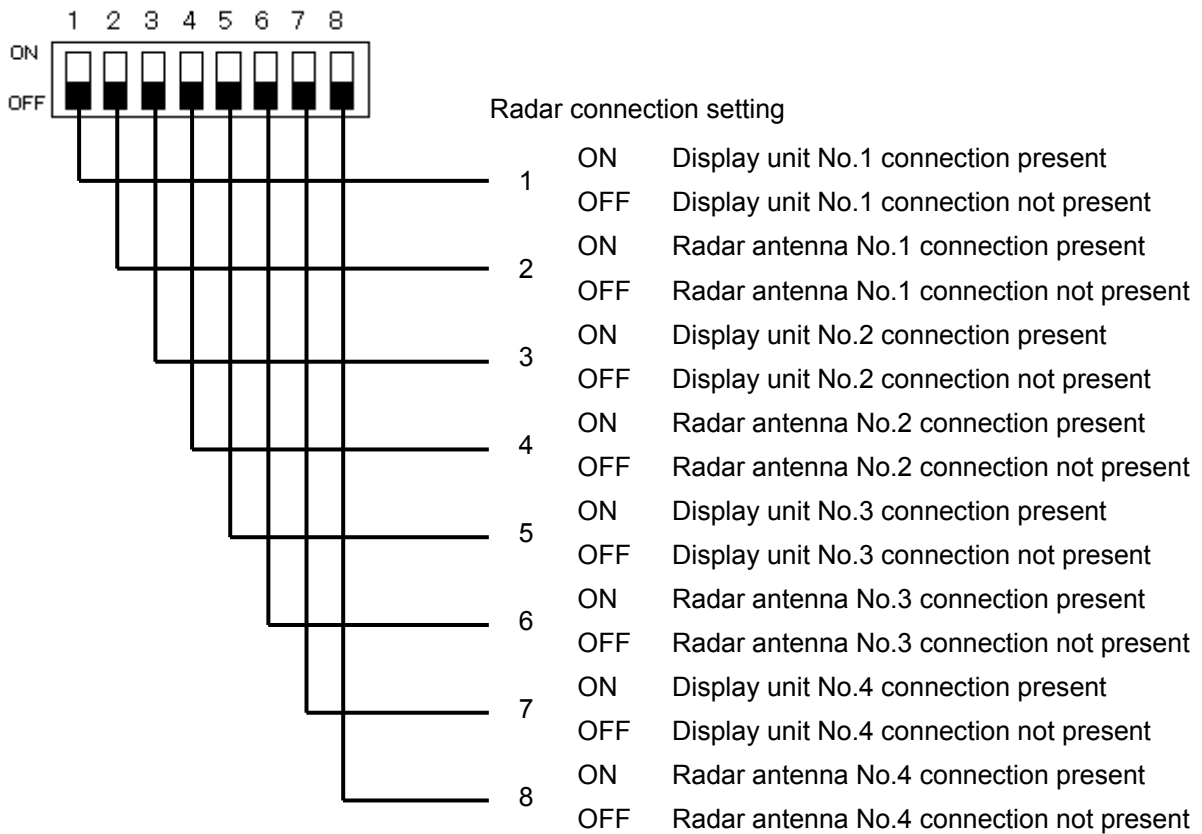 1 2 3 4 5 6 7 8
ON
OFF
Radar connection setting
1
ON Display unit No.1 connection present
OFF Display unit No.1 connection not present
2
ON Radar antenna No.1 connection present
OFF Radar antenna No.1 connection not present
3
ON Display unit No.2 connection present
OFF Display unit No.2 connection not present
4
ON Radar antenna No.2 connection present
OFF Radar antenna No.2 connection not present
5
ON Display unit No.3 connection present
OFF Display unit No.3 connection not present
6
ON Radar antenna No.3 connection present
OFF Radar antenna No.3 connection not present
7
ON Display unit No.4 connection present
OFF Display unit No.4 connection not present
8
ON Radar antenna No.4 connection present
OFF Radar antenna No.4 connection not present